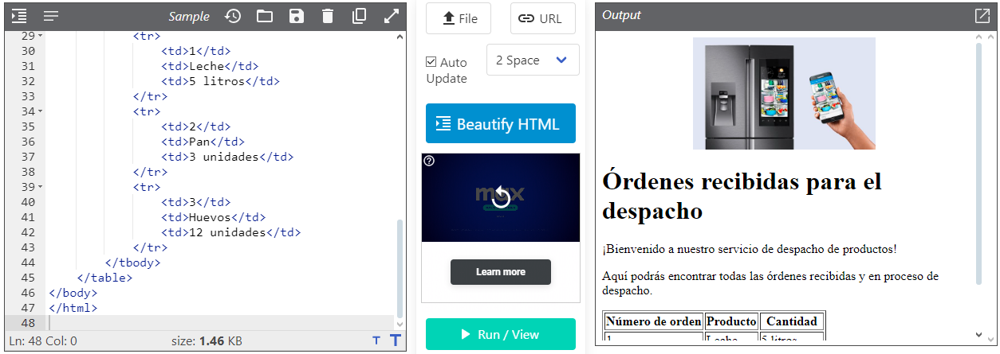 Sample
29 <tr>
30 <td>1</td>
31 <td>Leche</td>
32 <td>5 litros</td>
33 </tr>
34 <tr>
35 <td>2</td>
36 <td>Pan</td>
37 <td>3 unidades</td>
38 </tr>
39 <tr>
40 <td>3</td>
41 <td>Huevos</td>
42 <td>12 unidades</td>
43 </tr>
44 </tbody>
45 </table>
46 </body>
47 </html>
48
Ln: 48 Col: 0 size: 1.46 KB T T
File URL
Auto Update
2 Space
Beautify HTML
Learn more
Run / View
Output
Órdenes recibidas para el
despacho
¡Bienvenido a nuestro servicio de despacho de productos!
Aquí podrás encontrar todas las órdenes recibidas y en proceso de
despacho.
Número de orden Producto Cantidad
1 Leche 5 litros